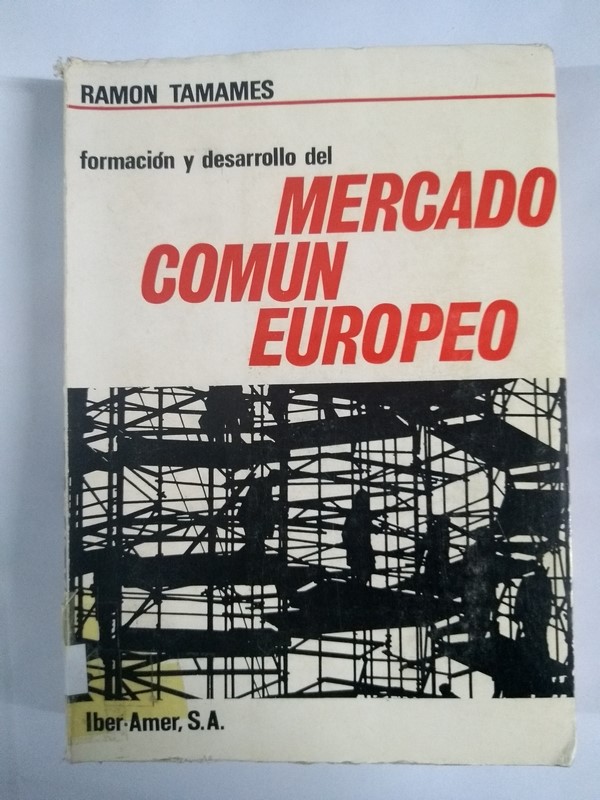 RAMON TAMAMES
formación y desarrollo del
MERCADO
COMUN
EUROPEO
Iber-Amer, S.A.